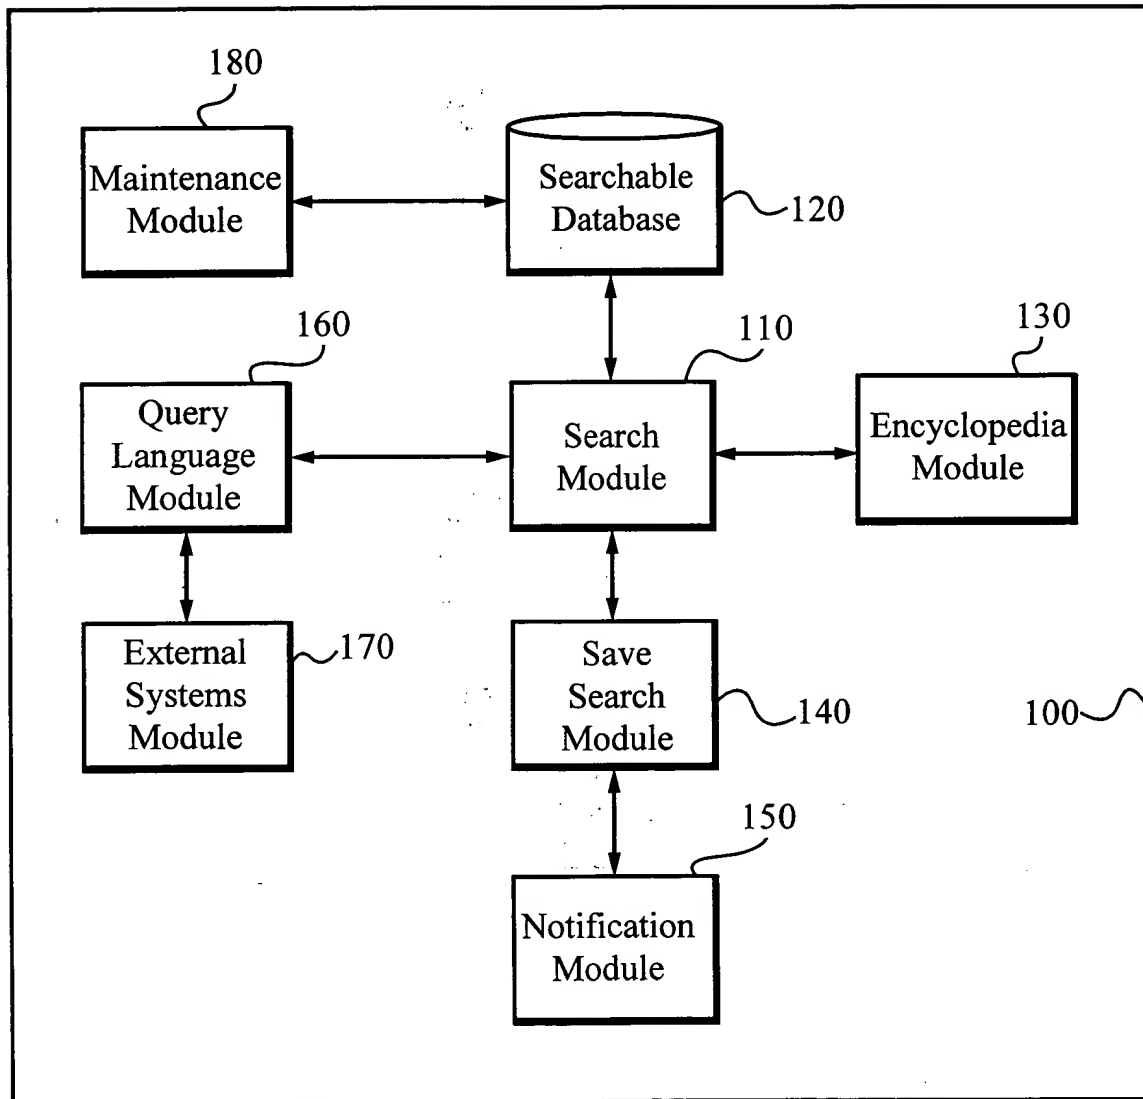 180
Maintenance
Module
Searchable
Database
120
160
110
130
Query
Language
Module
Search
Module
Encyclopedia
Module
External
Systems
Module
170
Save
Search
Module
140
100
150
Notification
Module